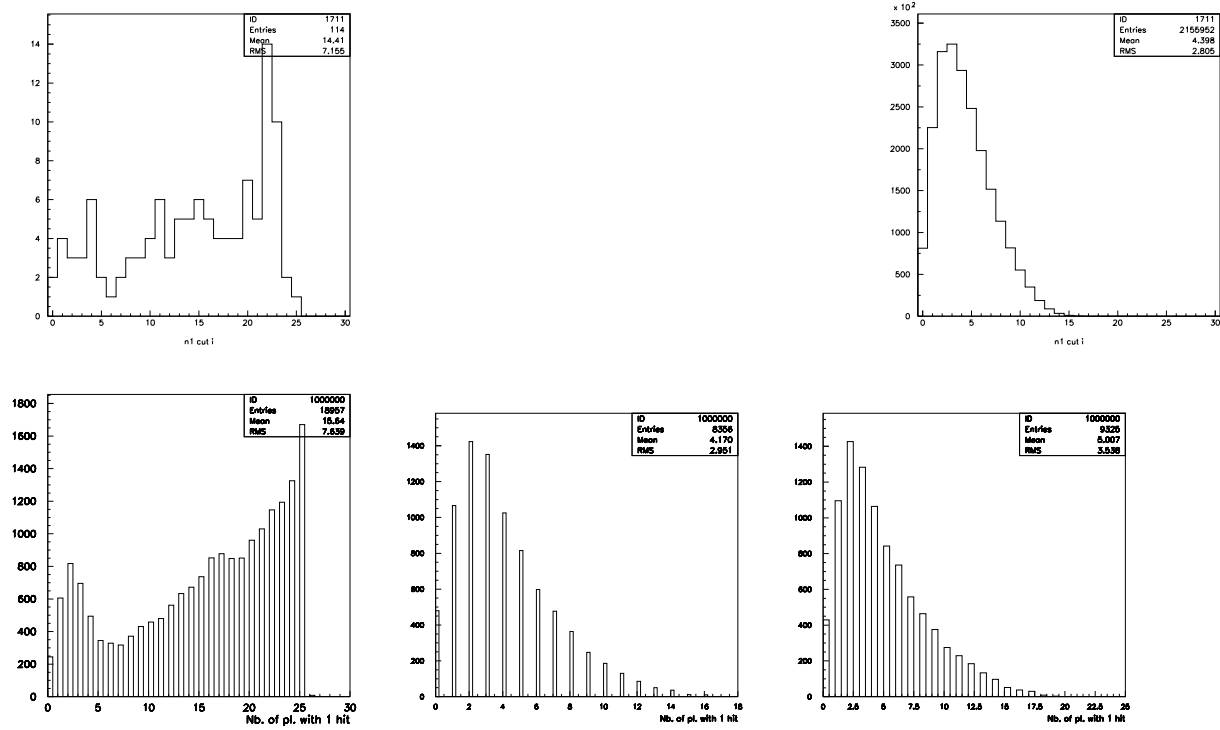 ID 1711
Entries 114
Mean 14.41
RMS 7.155
14
12
10
8
6
4
2
0
0 5 10 15 20 25 30
n1 cut i
x 10 2
ID 1711
Entries 2155952
Mean 4.398
RMS 2.805
3500
3000
2500
2000
1500
1000
500
0
0 5 10 15 20 25 30
n1 cut i
ID 1000000
Entries 18957
Mean
RMS 7.639
1800
1600
1400
1200
1000
800
600
400
200
0
0 5 10 15 20 25 30
Nb. of pl. with 1 hit
ID 1000000
Entries
Mean 4.170
RMS 2.951
1400
1200
1000
800
600
400
200
0
0 2 4 6 8 10 12 14 16 18
Nb. of pl. with 1 hit
ID 1000000
Entries
Mean 5.007
RMS 3.538
1400
1200
1000
800
600
400
200
0
0 2.5 5 7.5 10 12.5 15 17.5 20 22.5 25
Nb. of pl. with 1 hit